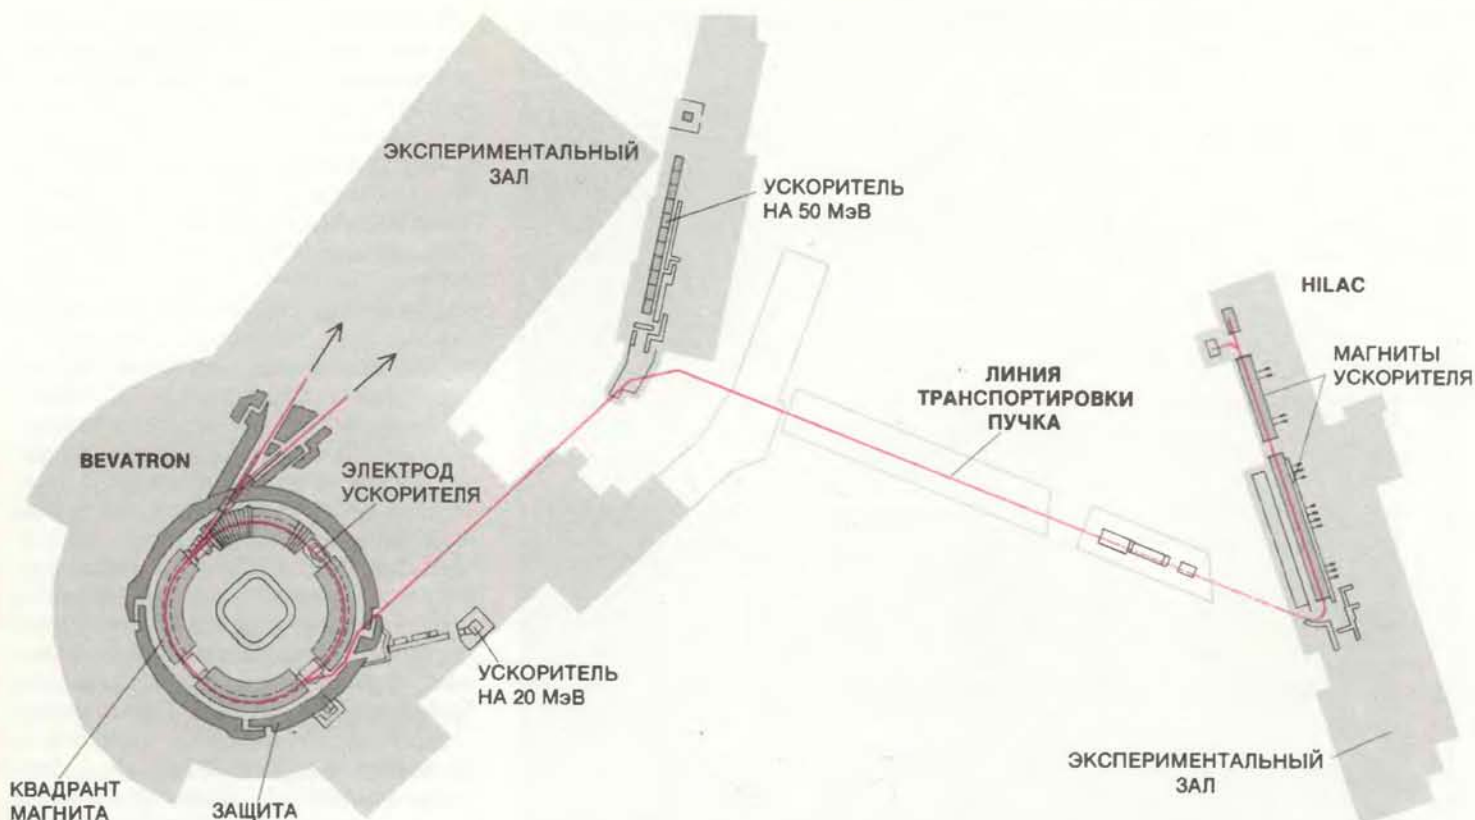 ЭКСПЕРИМЕНТАЛЬНЫЙ
ЗАЛ
УСКОРИТЕЛЬ
НА 50 МэВ
HILAC
МАГНИТЫ
УСКОРИТЕЛЯ
ЛИНИЯ
ТРАНСПОРТИРОВКИ
ПУЧКА
BEVATRON
ЭЛЕКТРОД
УСКОРИТЕЛЯ
УСКОРИТЕЛЬ
НА 20 МэВ
ЭКСПЕРИМЕНТАЛЬНЫЙ
ЗАЛ
КВАДРАНТ
МАГНИТА
ЗАЩИТА